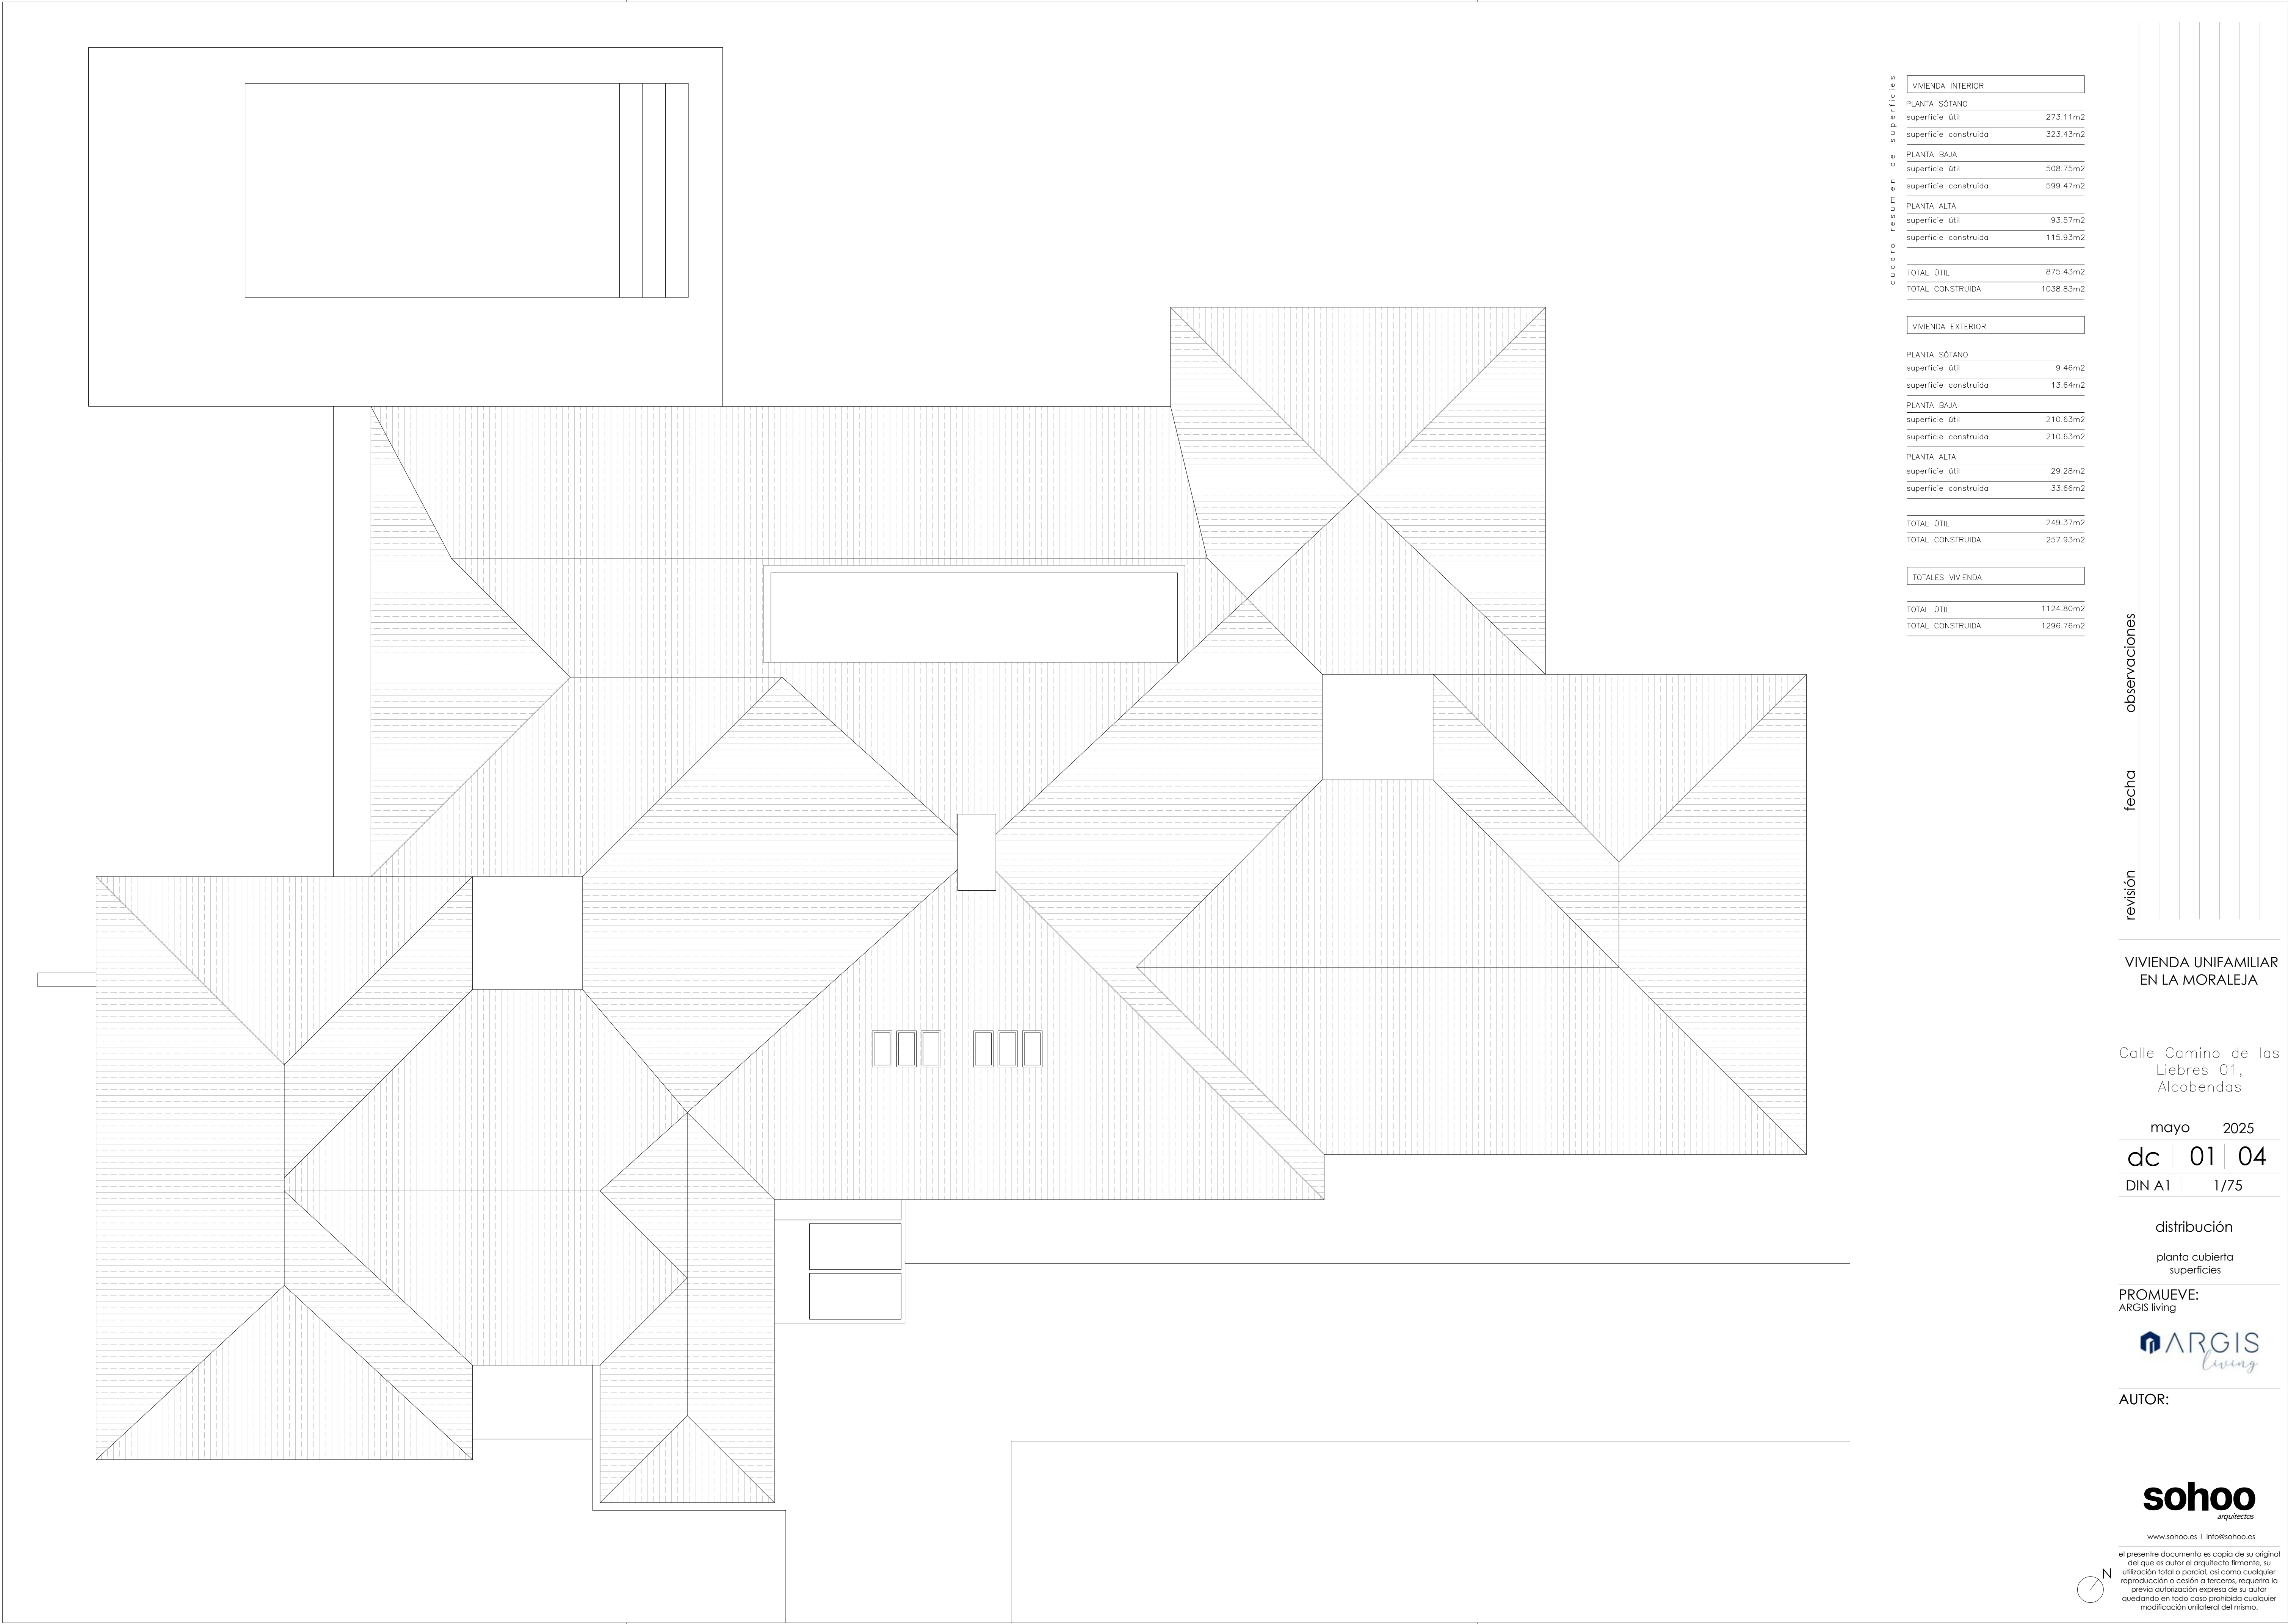 cuadro resumen de superficies
VIVIENDA INTERIOR
PLANTA SÓTANO
superficie útil 273.11m2
superficie construida 323.43m2
PLANTA BAJA
superficie útil 508.75m2
superficie construida 599.47m2
PLANTA ALTA
superficie útil 93.57m2
superficie construida 115.93m2
TOTAL ÚTIL 875.43m2
TOTAL CONSTRUIDA 1038.83m2
VIVIENDA EXTERIOR
PLANTA SÓTANO
superficie útil 9.46m2
superficie construida 13.64m2
PLANTA BAJA
superficie útil 210.63m2
superficie construida 210.63m2
PLANTA ALTA
superficie útil 29.28m2
superficie construida 33.66m2
TOTAL ÚTIL 249.37m2
TOTAL CONSTRUIDA 257.93m2
TOTALES VIVIENDA
TOTAL ÚTIL 1124.80m2
TOTAL CONSTRUIDA 1296.76m2
revisión fecha observaciones
VIVIENDA UNIFAMILIAR
EN LA MORALEJA
Calle Camino de las
Liebres 01,
Alcobendas
mayo 2025
dc 01 04
DIN A1 1/75
distribución
planta cubierta
superficies
PROMUEVE:
ARGIS living
ARGIS
living
AUTOR:
sohoo
arquitectos
www.sohoo.es I info@sohoo.es
el presentre documento es copia de su original
del que es autor el arquitecto firmante, su
utilización total o parcial, así como cualquier
reproducción o cesión a terceros, requerira la
previa autorización expresa de su autor
quedando en todo caso prohibida cualquier
modificación unilateral del mismo.
N